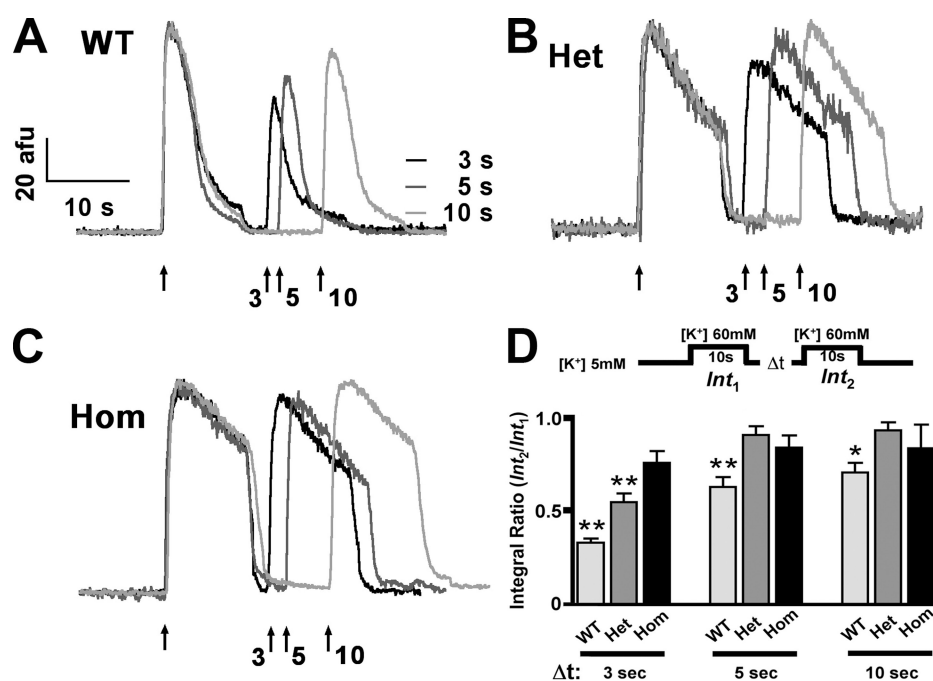 A
WT
20 afu
10 s
3 s
5 s
10 s
3
5
10
B
Het
3
5
10
C
Hom
3
5
10
D
[K+] 60mM
[K+] 60mM
[K+] 5mM
10s
Δt
10s
Int1
Int2
Integral Ratio (Int2/Int1)
1.0
0.5
0
**
**
**
*
WT
Het
Hom
WT
Het
Hom
WT
Het
Hom
Δt:
3 sec
5 sec
10 sec